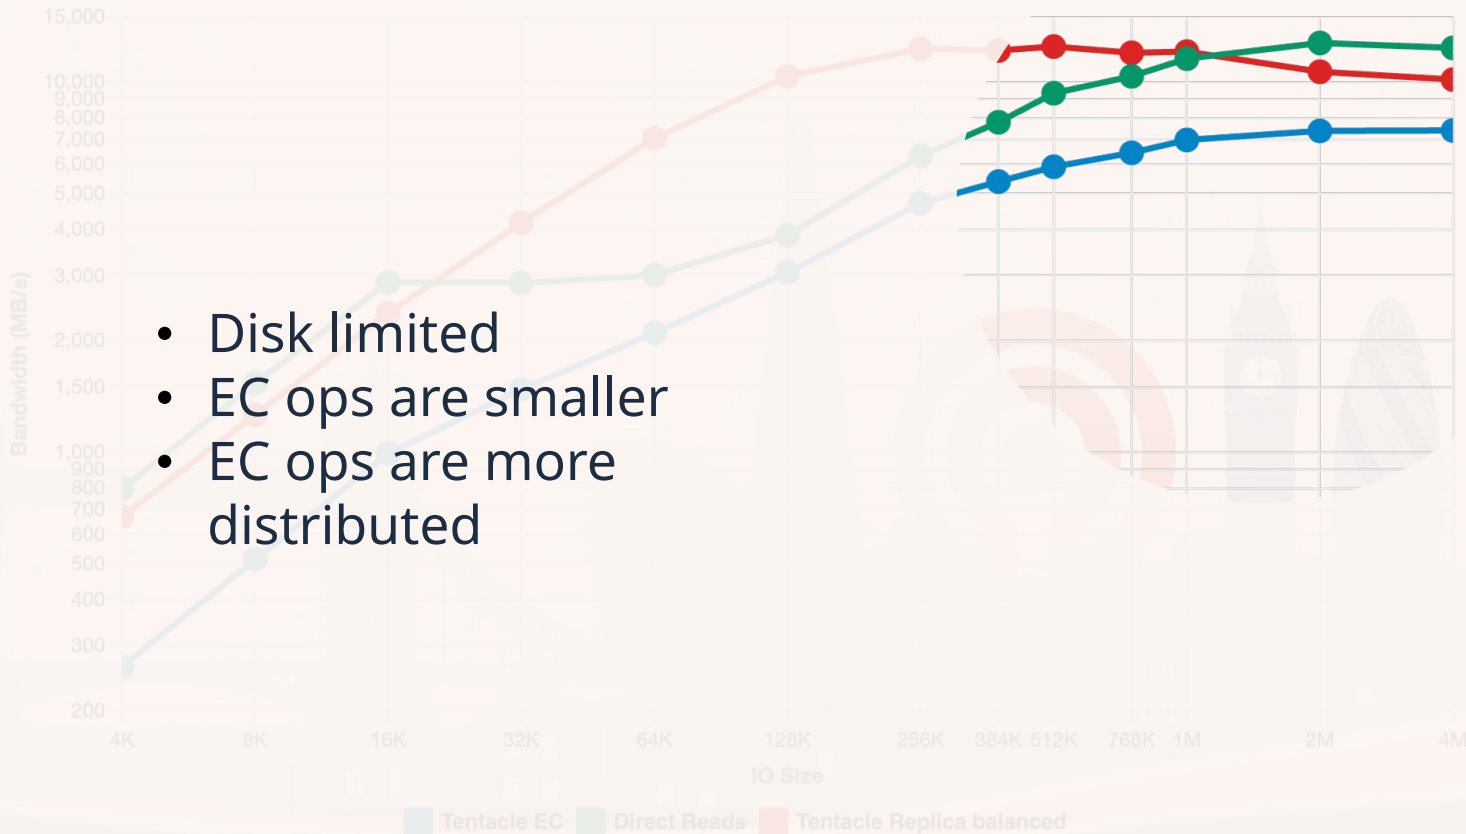 15,000
10,000
9,000
8,000
7,000
6,000
5,000
4,000
3,000
2,000
1,500
1,000
900
800
700
600
500
400
300
200
Bandwidth (MB/s)
• Disk limited
• EC ops are smaller
• EC ops are more
distributed
4K 8K 16K 32K 64K 128K 256K 384K 512K 768K 1M 2M 4M
IO Size
Tentacle EC Direct Reads Tentacle Replica balanced